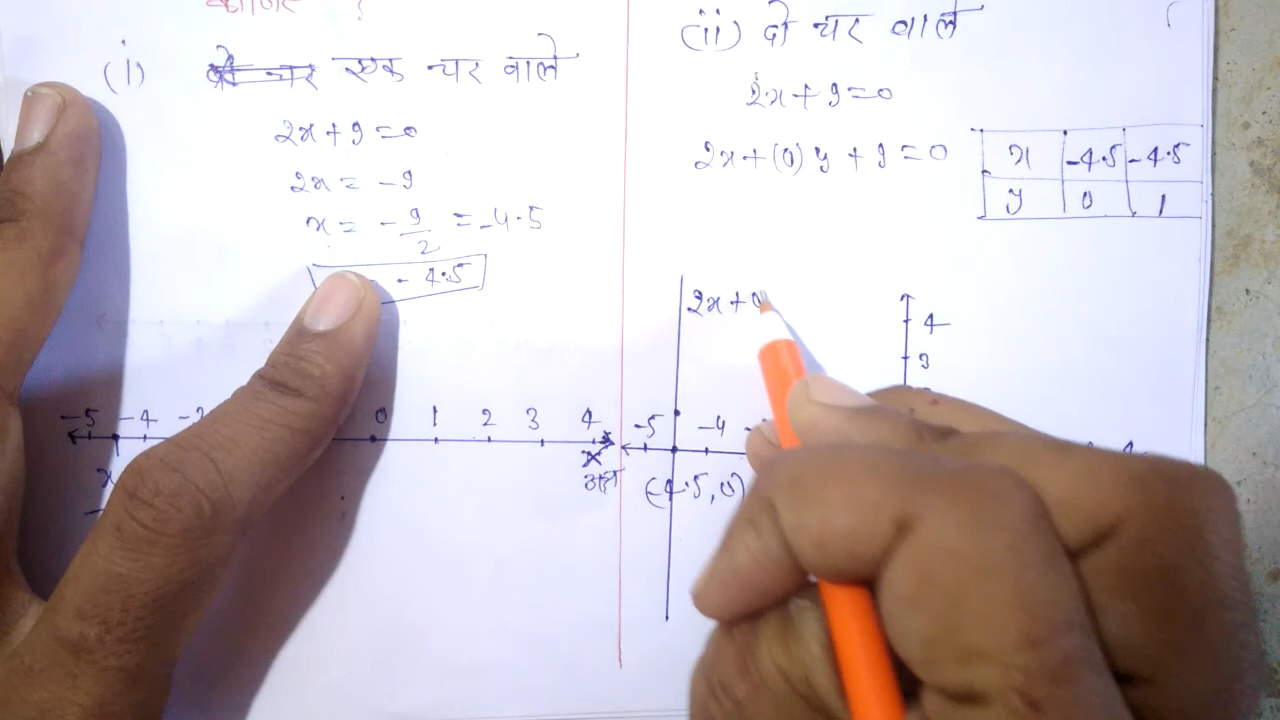 (i) एक चर वाले
2x + 9 = 0
2x = -9
x = - 9/2 = -4.5
- 4.5
-5 -4 0 1 2 3 4
x
अक्ष
(ii) दो चर वाले
2x + 9 = 0
2x + (0) y + 9 = 0
x -4.5 -4.5
y 0 1
2x + 0
4
3
-5 -4
(-4.5, 0)